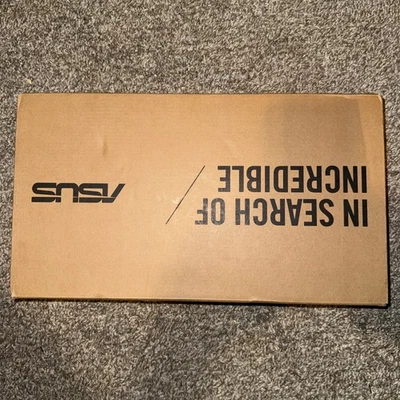 IN SEARCH OF
INCREDIBLE
ASUS